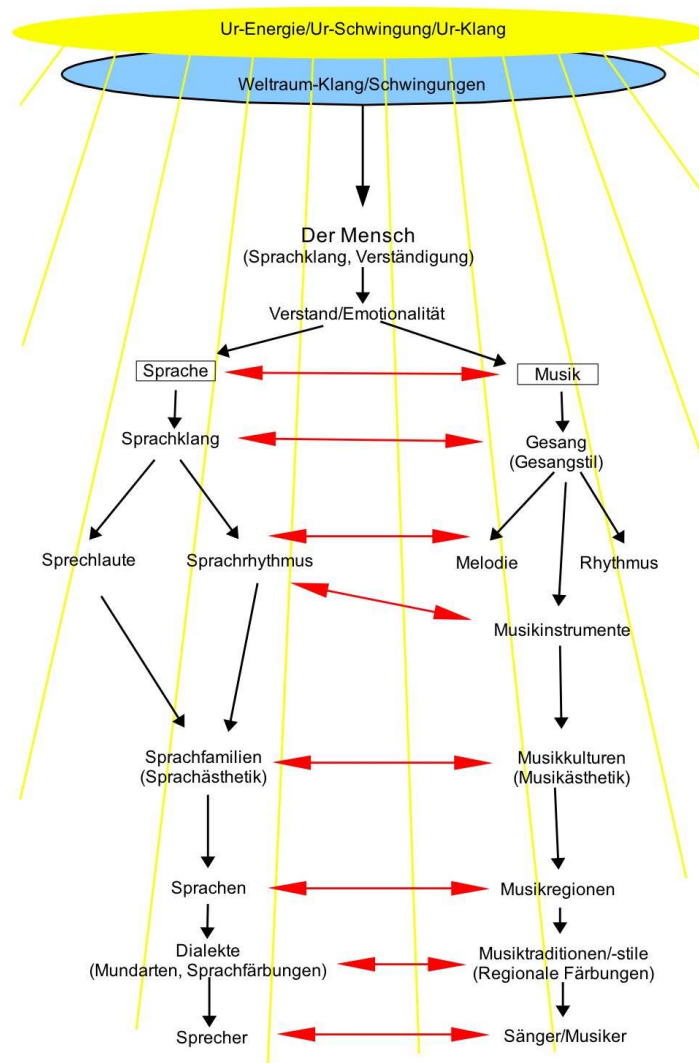 Ur-Energie/Ur-Schwingung/Ur-Klang
Weltraum-Klang/Schwingungen
Der Mensch
(Sprachklang, Verständigung)
Verstand/Emotionalität
Sprache
Musik
Sprachklang
Gesang
(Gesangstil)
Sprechlaute
Sprachrhythmus
Melodie
Rhythmus
Musikinstrumente
Sprachfamilien
(Sprachästhetik)
Musikkulturen
(Musikästhetik)
Sprachen
Musikregionen
Dialekte
(Mundarten, Sprachfärbungen)
Musiktraditionen/-stile
(Regionale Färbungen)
Sprecher
Sänger/Musiker